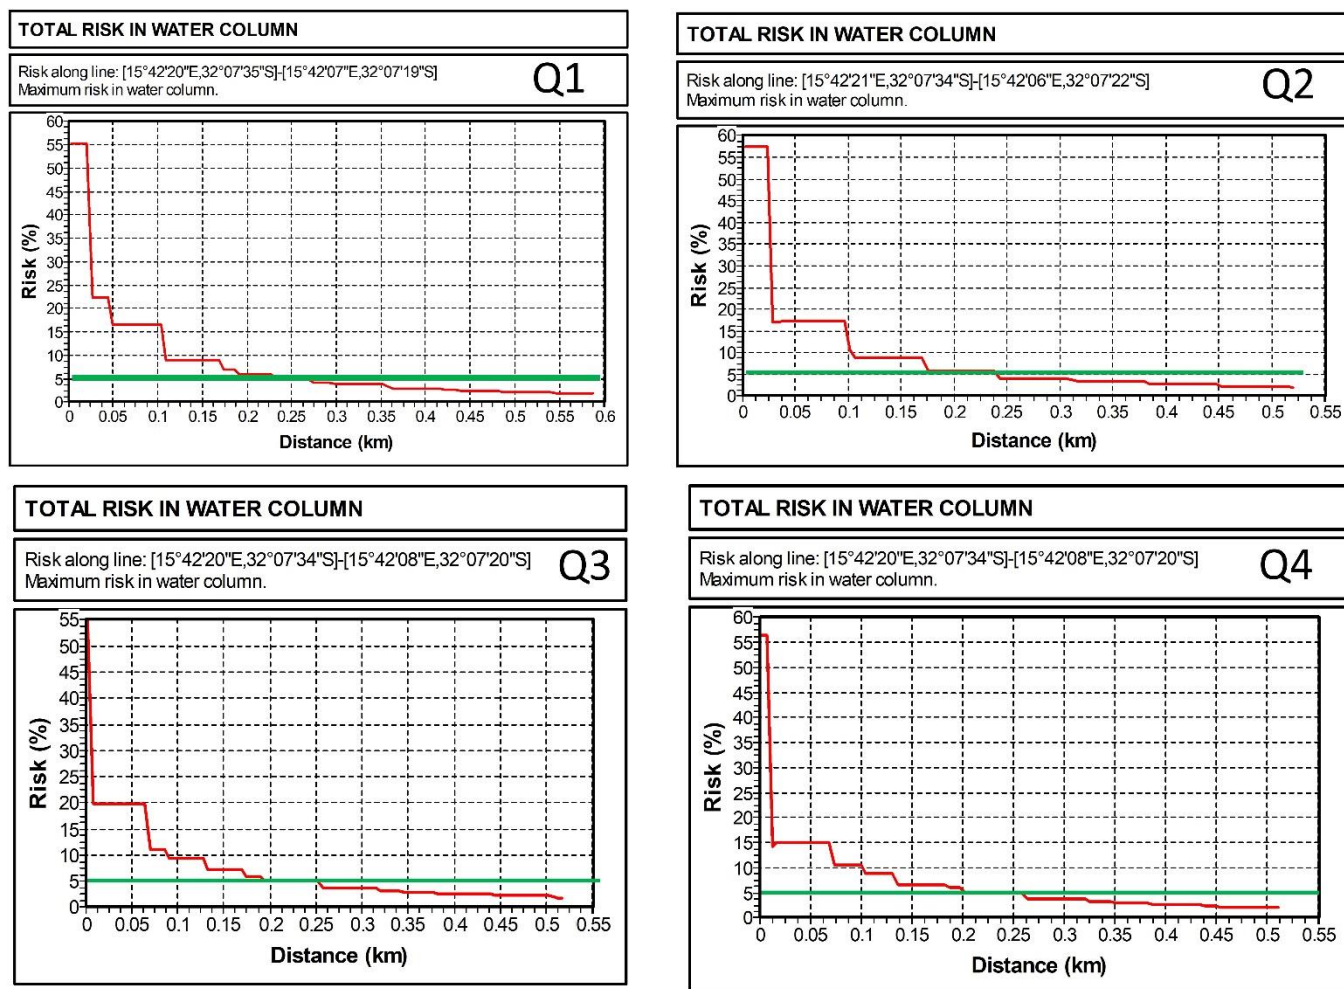 TOTAL RISK IN WATER COLUMN
Risk along line: [15°42'20"E,32°07'35"S]-[15°42'07"E,32°07'19"S]
Maximum risk in water column.
Q1
60
55
50
45
40
35
30
25
20
15
10
5
0
Risk (%)
0 0.05 0.1 0.15 0.2 0.25 0.3 0.35 0.4 0.45 0.5 0.55 0.6
Distance (km)
TOTAL RISK IN WATER COLUMN
Risk along line: [15°42'21"E,32°07'34"S]-[15°42'06"E,32°07'22"S]
Maximum risk in water column.
Q2
60
55
50
45
40
35
30
25
20
15
10
5
0
Risk (%)
0 0.05 0.1 0.15 0.2 0.25 0.3 0.35 0.4 0.45 0.5 0.55
Distance (km)
TOTAL RISK IN WATER COLUMN
Risk along line: [15°42'20"E,32°07'34"S]-[15°42'08"E,32°07'20"S]
Maximum risk in water column.
Q3
55
50
45
40
35
30
25
20
15
10
5
0
Risk (%)
0 0.05 0.1 0.15 0.2 0.25 0.3 0.35 0.4 0.45 0.5 0.55
Distance (km)
TOTAL RISK IN WATER COLUMN
Risk along line: [15°42'20"E,32°07'34"S]-[15°42'08"E,32°07'20"S]
Maximum risk in water column.
Q4
60
55
50
45
40
35
30
25
20
15
10
5
0
Risk (%)
0 0.05 0.1 0.15 0.2 0.25 0.3 0.35 0.4 0.45 0.5 0.55
Distance (km)